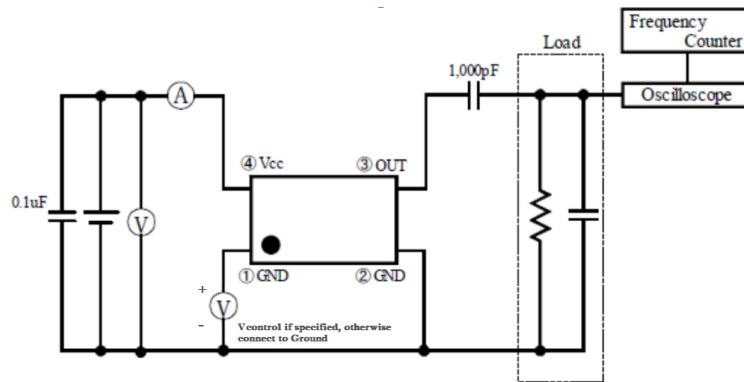 Frequency
Counter
Load
1,000pF
Oscilloscope
A
④ Vcc
③ OUT
0.1uF
V
① GND
② GND
+
V
-
Vcontrol if specified, otherwise
connect to Ground